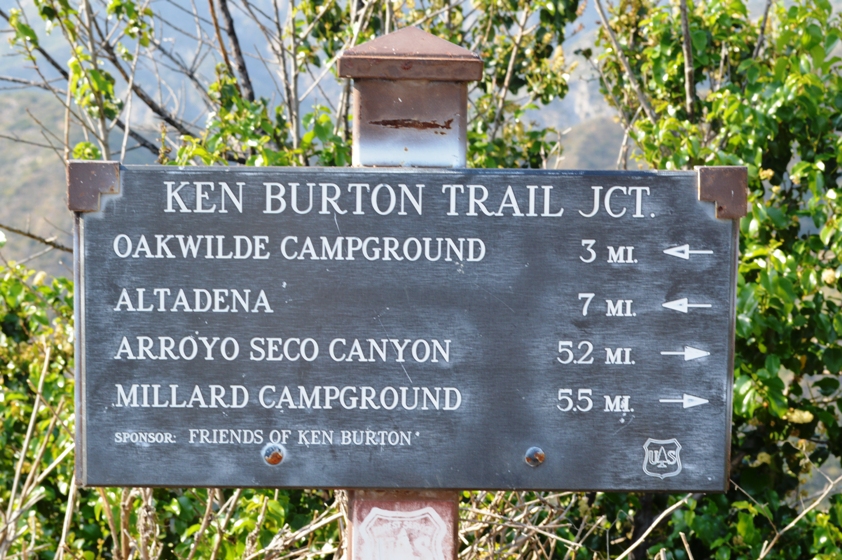 KEN BURTON TRAIL JCT.
OAKWILDE CAMPGROUND 3 MI. ←
ALTADENA 7 MI. ←
ARROYO SECO CANYON 5.2 MI. →
MILLARD CAMPGROUND 5.5 MI. →
SPONSOR: FRIENDS OF KEN BURTON
U S